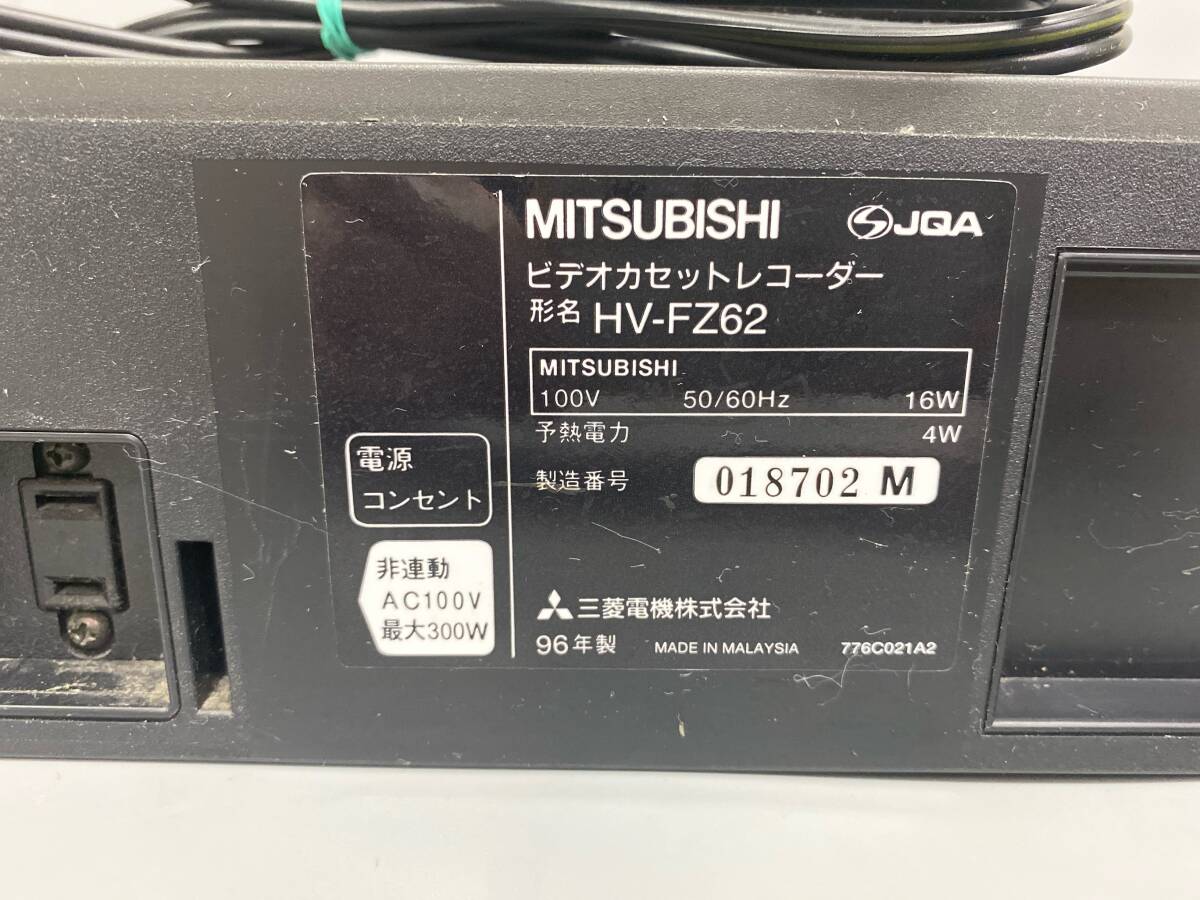 MITSUBISHI JQA
ビデオカセットレコーダー
形名 HV-FZ62
MITSUBISHI
100V 50/60Hz 16W
予熱電力 4W
製造番号 018702 M
三菱電機株式会社
96年製 MADE IN MALAYSIA 776C021A2
電源
コンセント
非連動
AC100V
最大300W